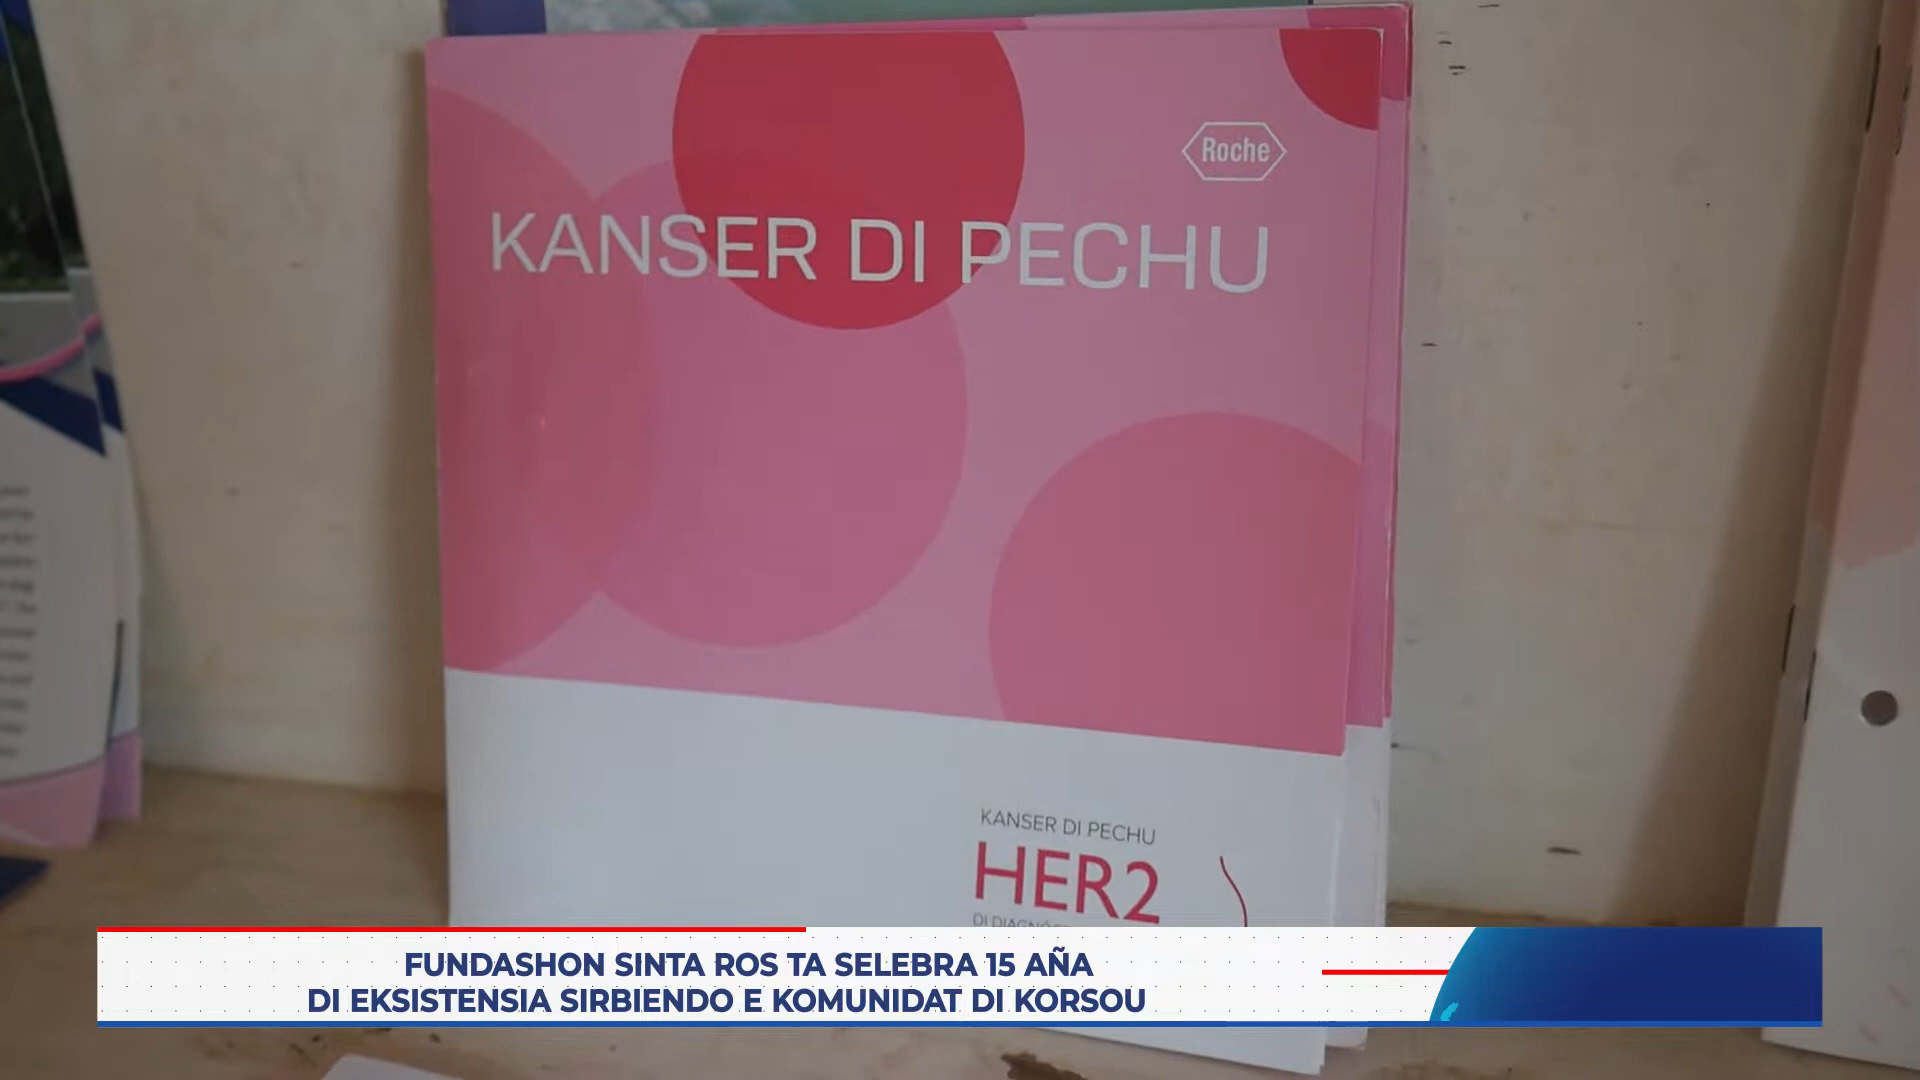 Roche
KANSER DI PECHU
KANSER DI PECHU
HER2
FUNDASHON SINTA ROS TA SELEBRA 15 AÑA
DI EKSISTENSIA SIRBIENDO E KOMUNIDAT DI KORSOU